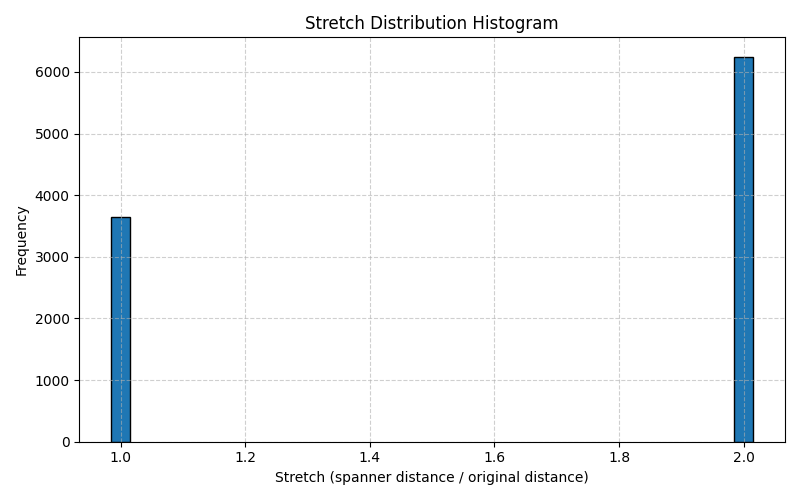 Stretch Distribution Histogram
Frequency
6000
5000
4000
3000
2000
1000
0
1.0 1.2 1.4 1.6 1.8 2.0
Stretch (spanner distance / original distance)